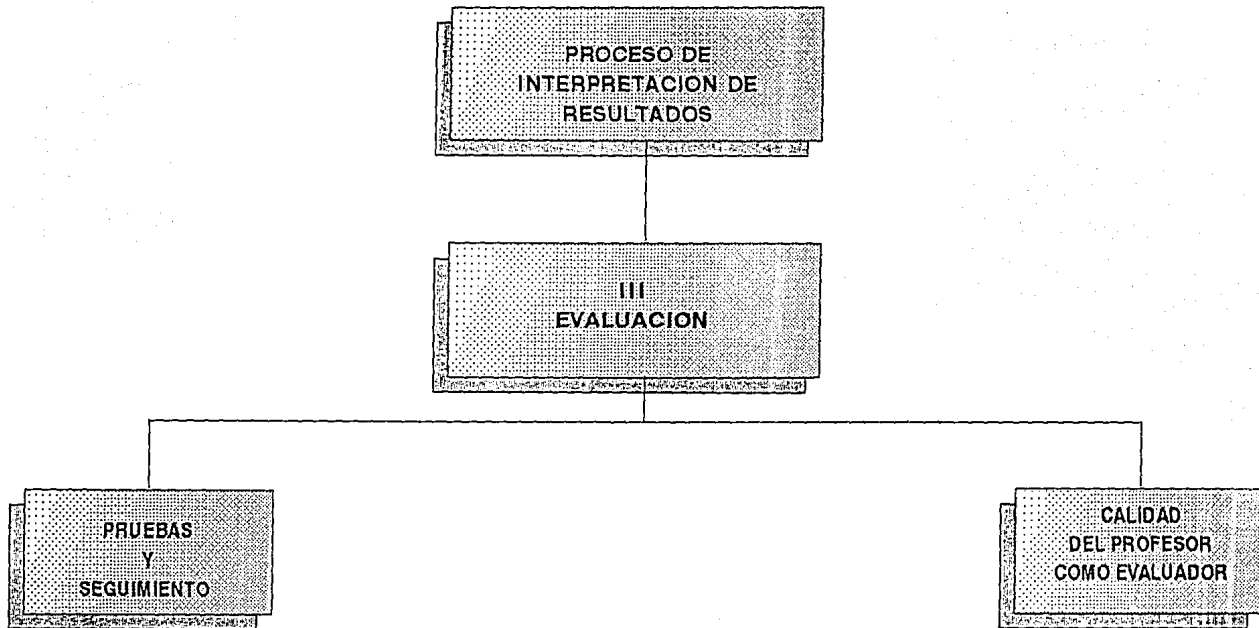 PROCESO DE
INTERPRETACION DE
RESULTADOS
III
EVALUACION
PRUEBAS
Y
SEGUIMIENTO
CALIDAD
DEL PROFESOR
COMO EVALUADOR